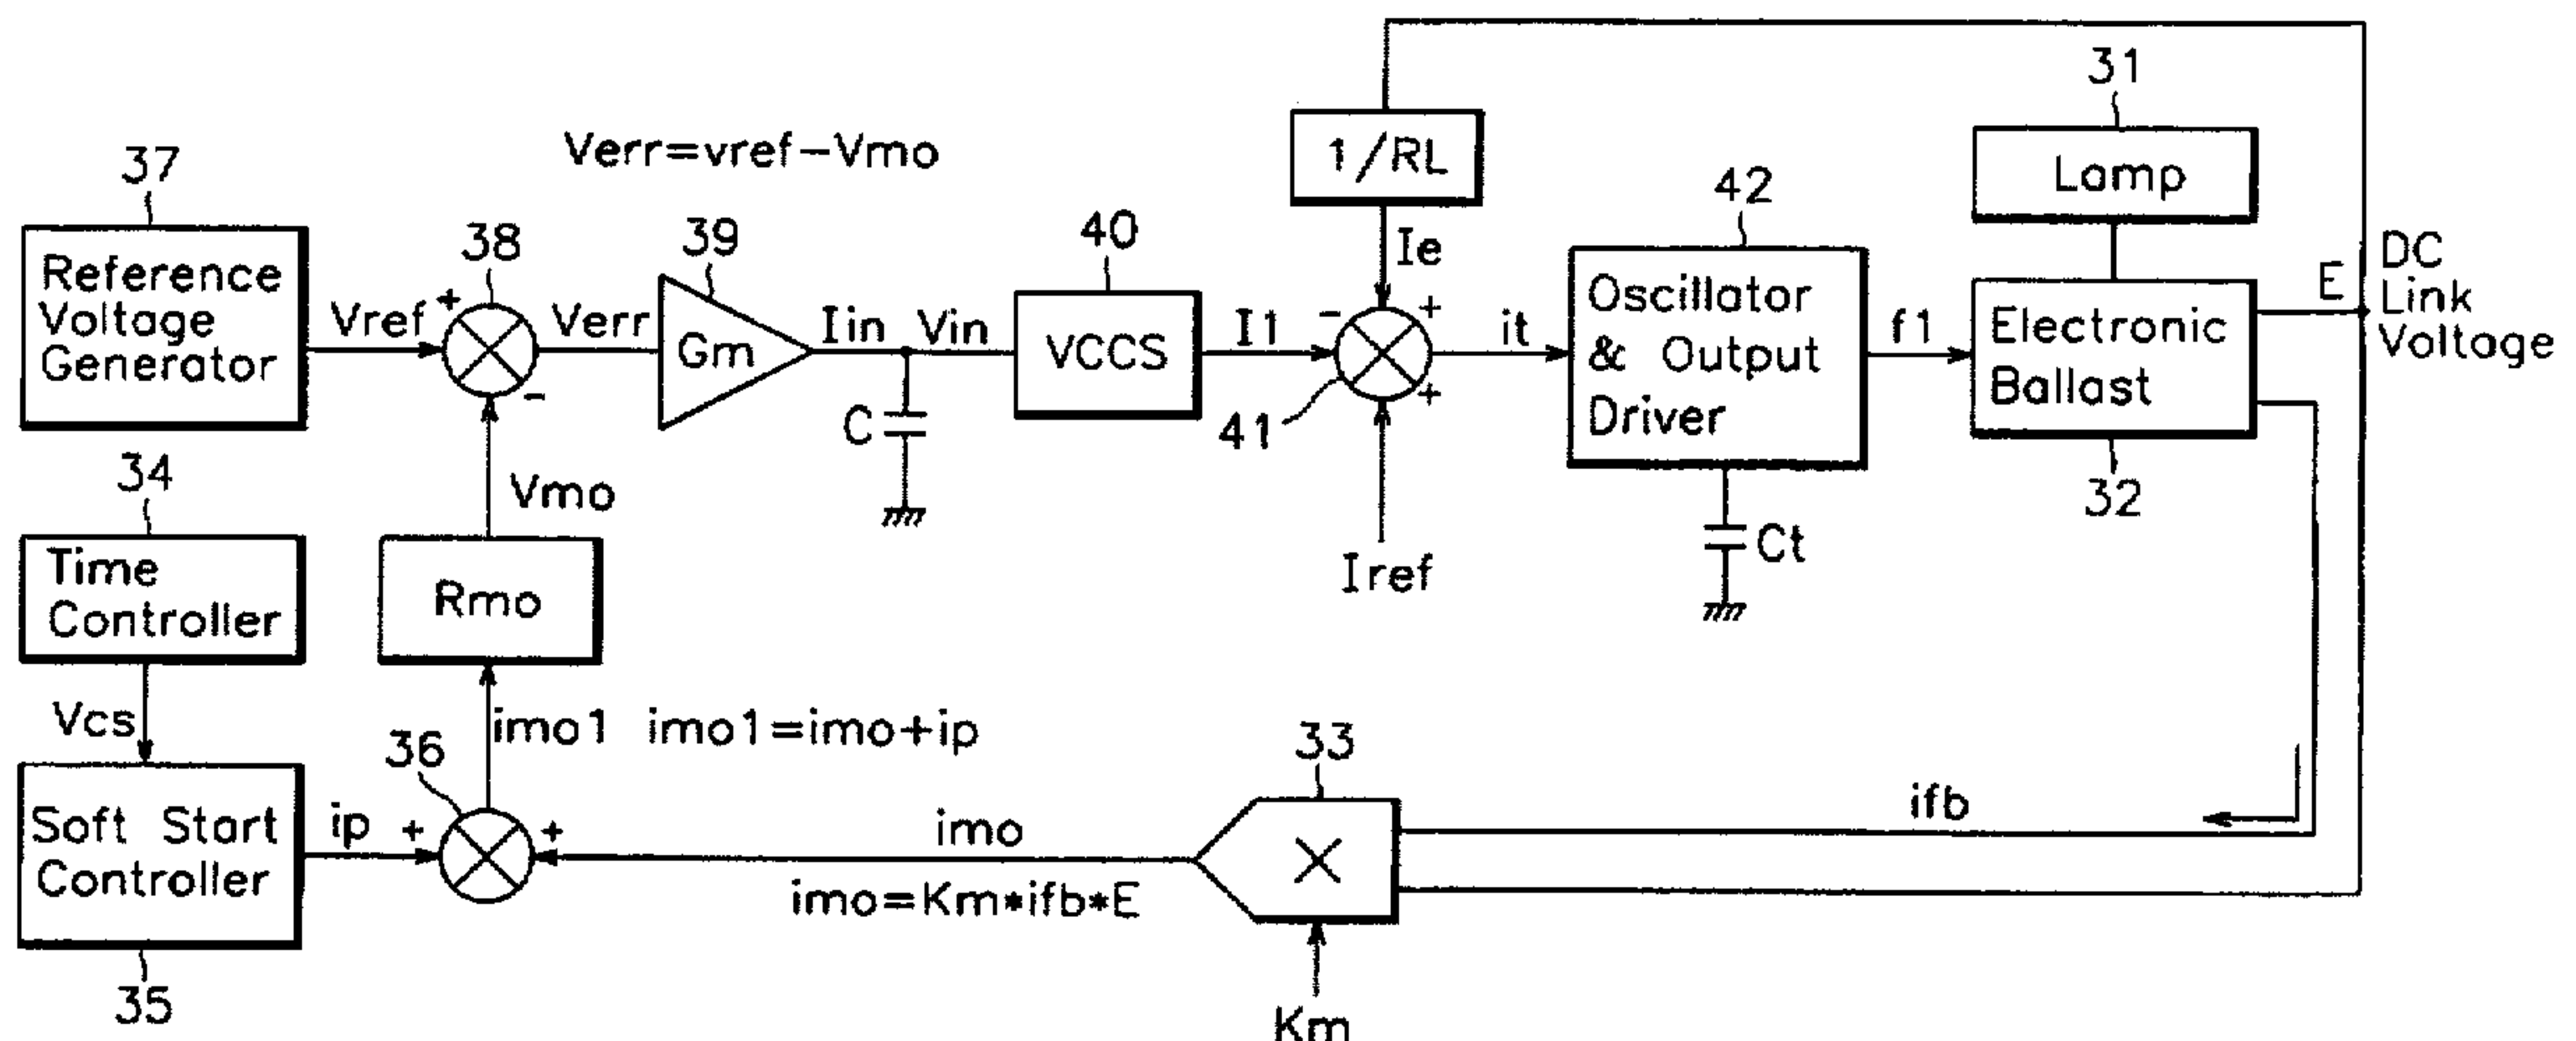 31
1/RL
Lamp
Verr=vref-Vmo
37
38
39
40
42
Ie
DC
Link
Voltage
E
Reference
Voltage
Generator
Vref
+
-
Verr
Gm
Iin
Vin
VCCS
I1
-
+
+
41
it
Oscillator
& Output
Driver
f1
Electronic
Ballast
32
C
Iref
Ct
34
Time
Controller
Vmo
Rmo
Vcs
imo1 imo1=imo+ip
36
33
Soft Start
Controller
ip
+
+
imo
imo=Km*ifb*E
×
ifb
35
Km